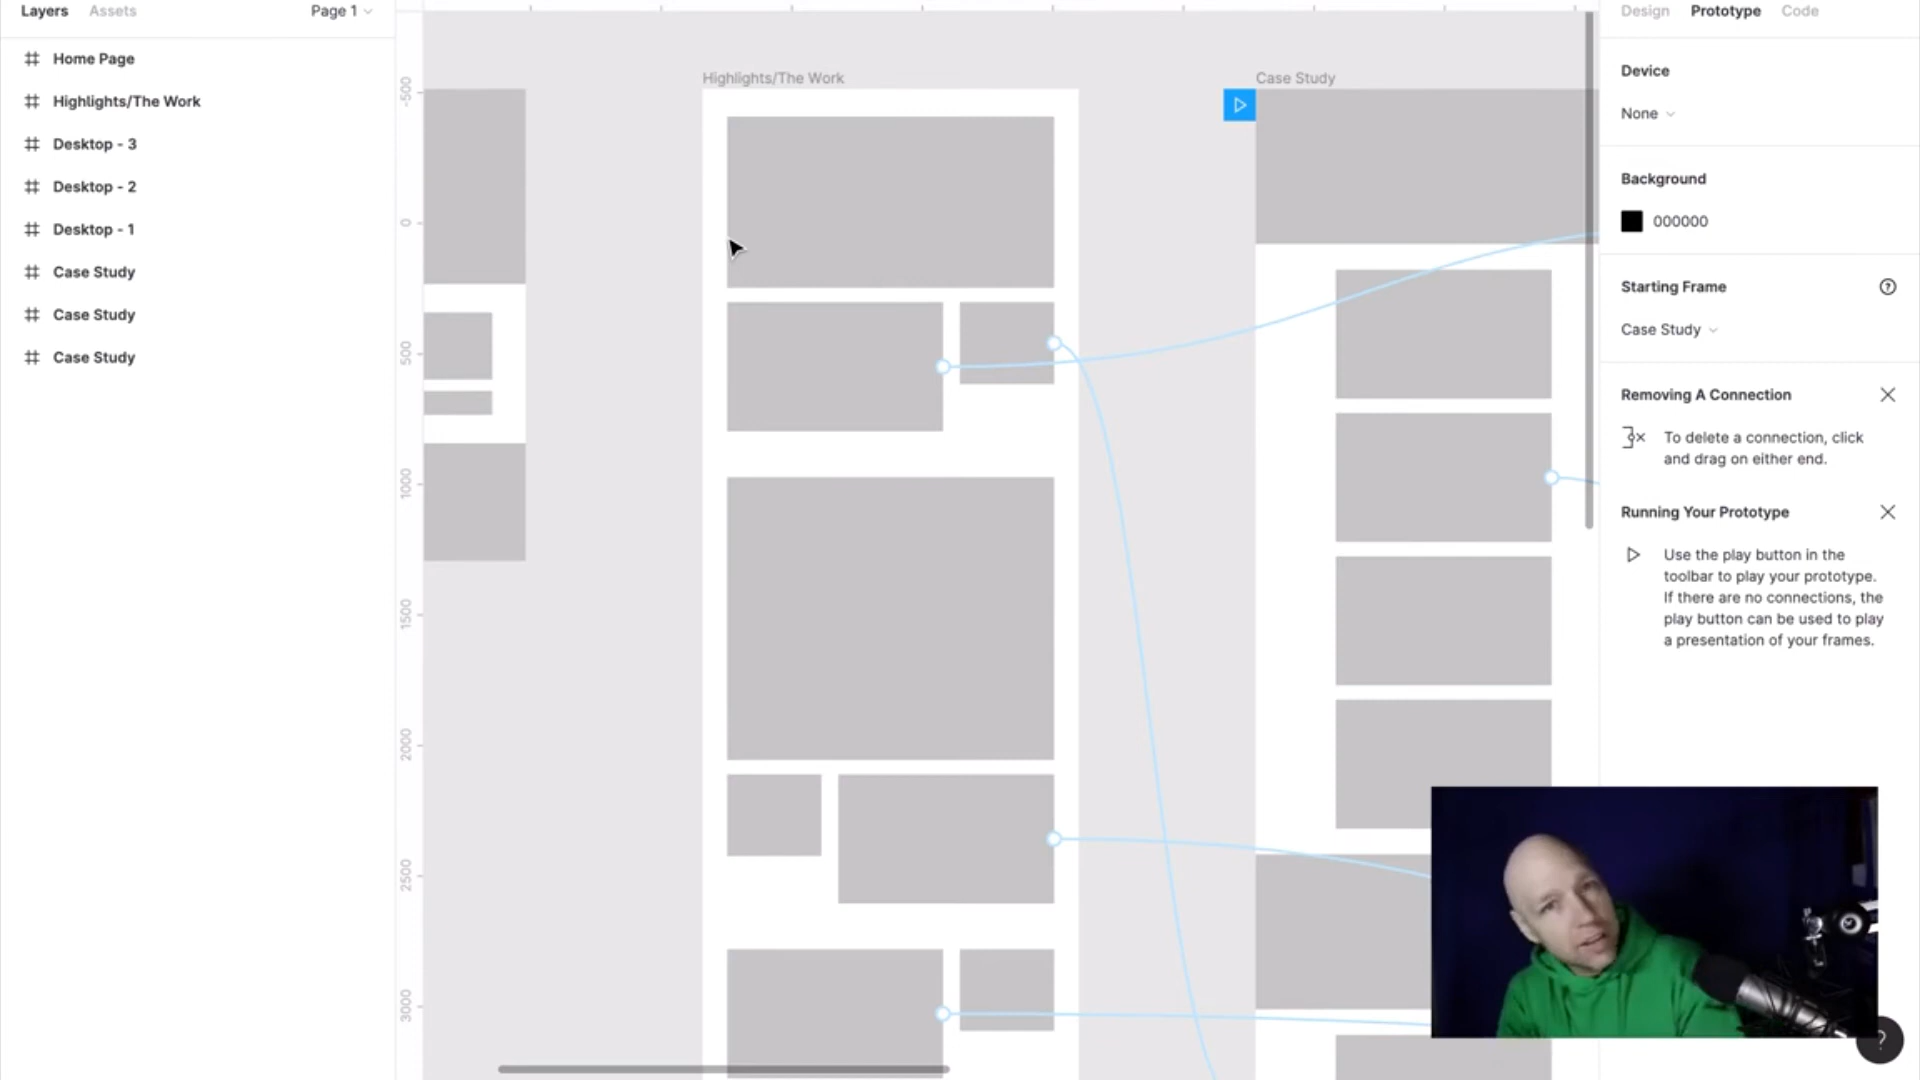 Layers Assets Page 1
Home Page
Highlights/The Work
Desktop - 3
Desktop - 2
Desktop - 1
Case Study
Case Study
Case Study
-500
0
500
1000
1500
2000
2500
3000
Highlights/The Work
Case Study
Design Prototype Code
Device
None
Background
000000
Starting Frame ?
Case Study
Removing A Connection
To delete a connection, click
and drag on either end.
Running Your Prototype
Use the play button in the
toolbar to play your prototype.
If there are no connections, the
play button can be used to play
a presentation of your frames.
?